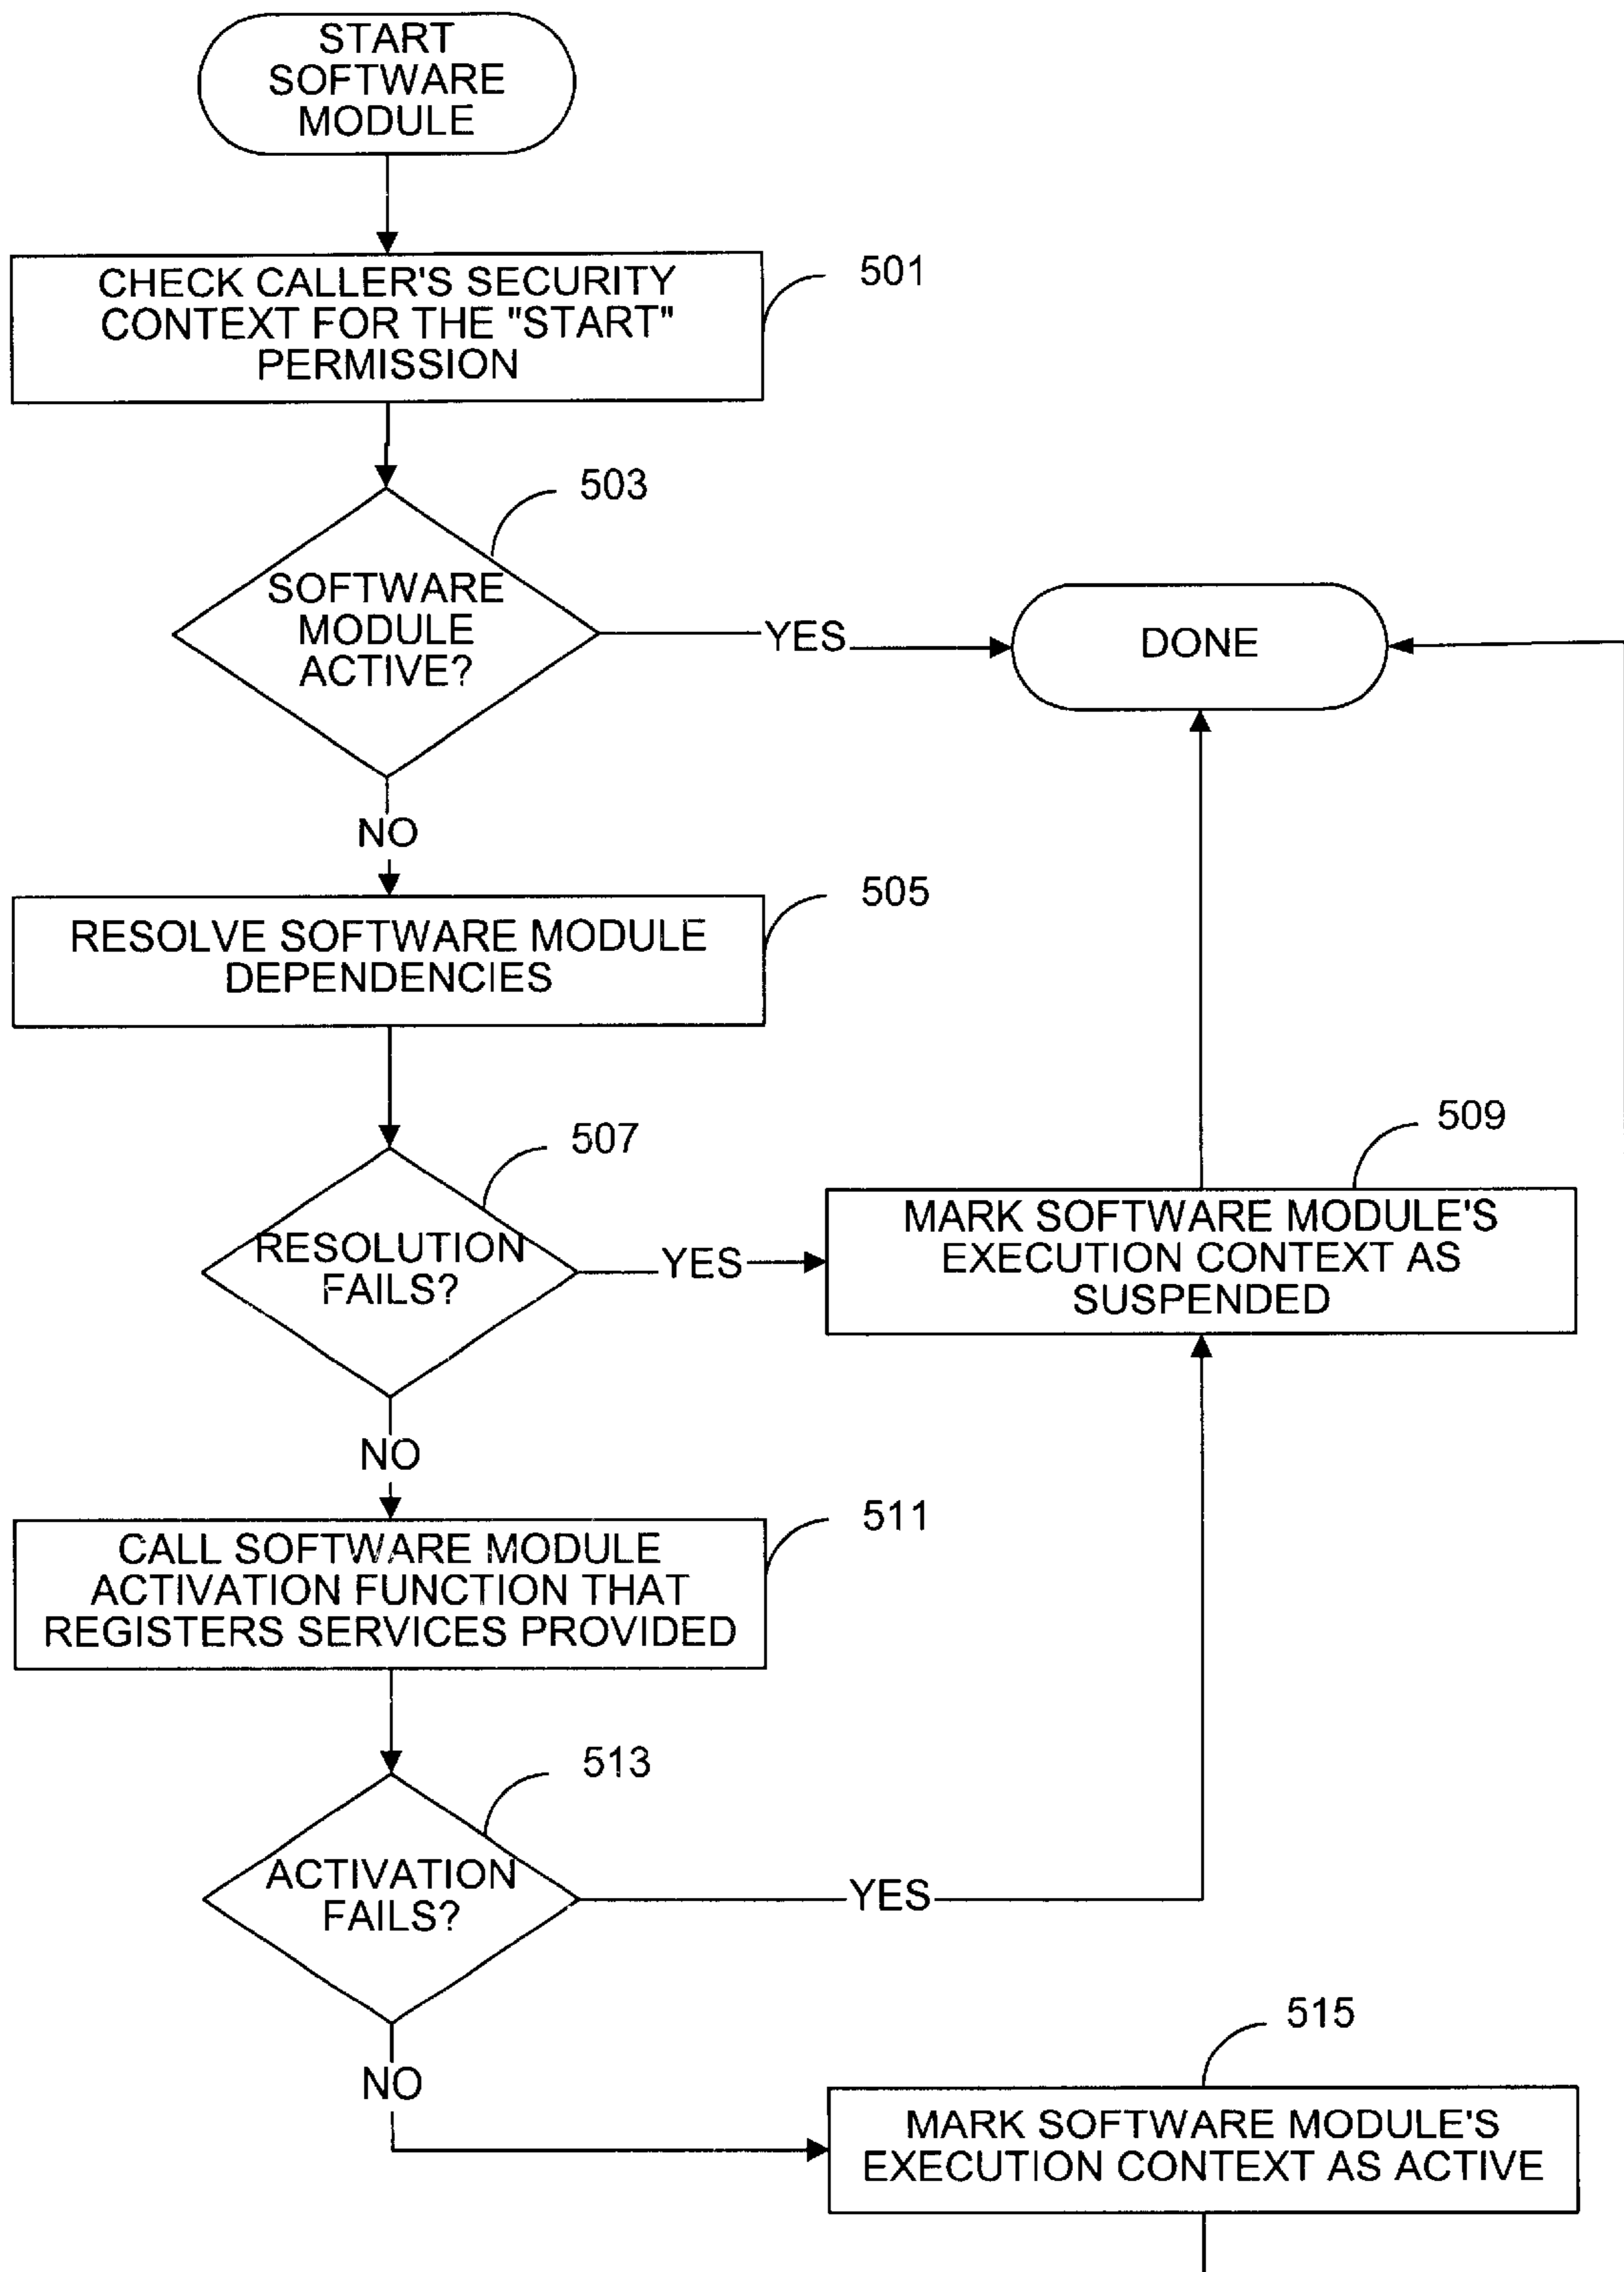 START
SOFTWARE
MODULE
CHECK CALLER'S SECURITY
CONTEXT FOR THE "START"
PERMISSION
501
503
SOFTWARE
MODULE
ACTIVE?
YES
DONE
NO
505
RESOLVE SOFTWARE MODULE
DEPENDENCIES
507
RESOLUTION
FAILS?
YES
509
MARK SOFTWARE MODULE'S
EXECUTION CONTEXT AS
SUSPENDED
NO
511
CALL SOFTWARE MODULE
ACTIVATION FUNCTION THAT
REGISTERS SERVICES PROVIDED
513
ACTIVATION
FAILS?
YES
NO
515
MARK SOFTWARE MODULE'S
EXECUTION CONTEXT AS ACTIVE